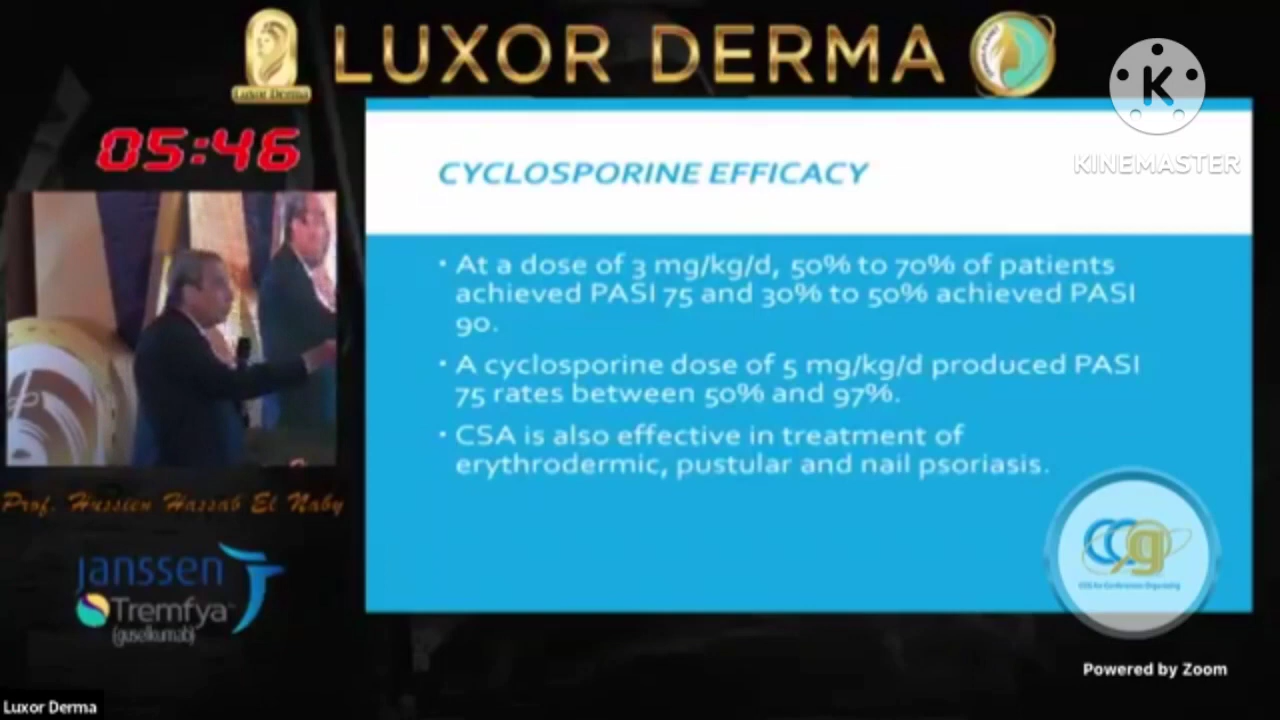 LUXOR DERMA
Luxor Derma
K
KINEMASTER
05:46
CYCLOSPORINE EFFICACY
• At a dose of 3 mg/kg/d, 50% to 70% of patients
achieved PASI 75 and 30% to 50% achieved PASI
90.
• A cyclosporine dose of 5 mg/kg/d produced PASI
75 rates between 50% and 97%.
• CSA is also effective in treatment of
erythrodermic, pustular and nail psoriasis.
Prof. Hussien Hassab El Naby
janssen
Tremfya
(guselkumab)
CCg
Powered by Zoom
Luxor Derma